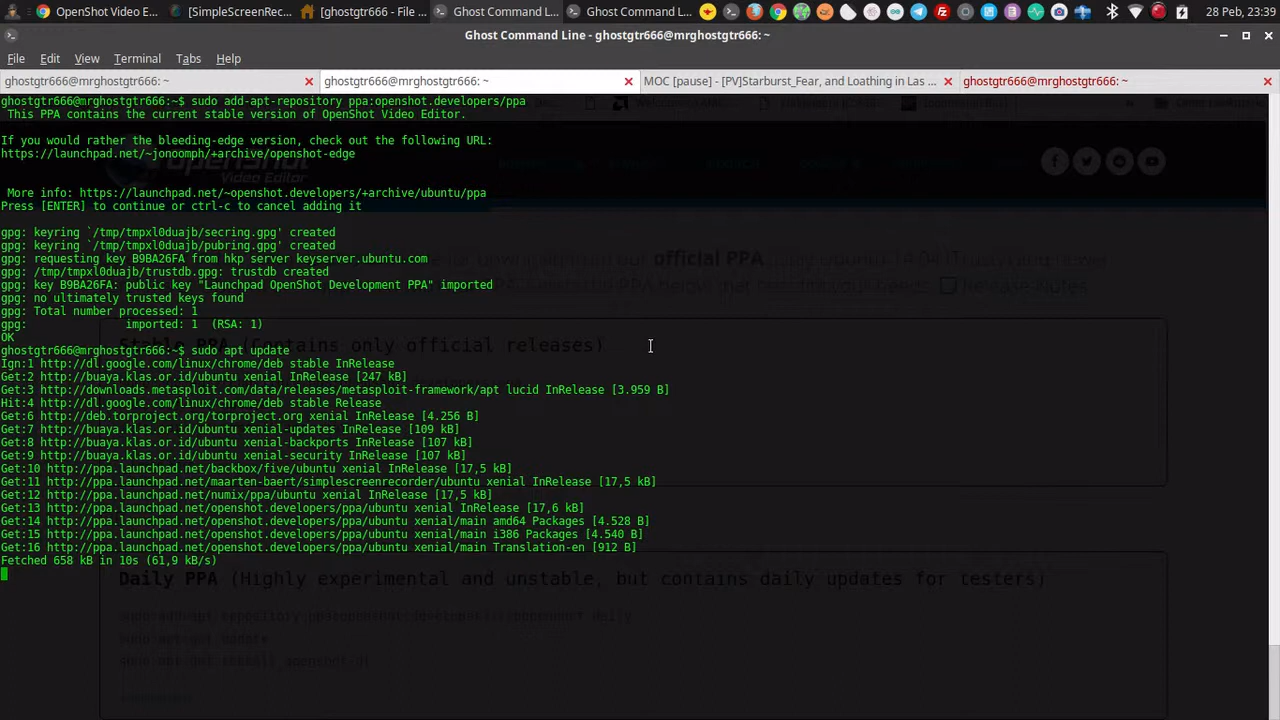 OpenShot Video E...
[SimpleScreenRec...
[ghostgtr666 - File ...
Ghost Command L...
Ghost Command L...
28 Peb, 23:39
Ghost Command Line - ghostgtr666@mrghostgtr666: ~
File Edit View Terminal Tabs Help
ghostgtr666@mrghostgtr666: ~
ghostgtr666@mrghostgtr666: ~
MOC [pause] - [PV]Starburst_Fear, and Loathing in Las ...
ghostgtr666@mrghostgtr666: ~
ghostgtr666@mrghostgtr666:~$ sudo add-apt-repository ppa:openshot.developers/ppa
This PPA contains the current stable version of OpenShot Video Editor.
If you would rather the bleeding-edge version, check out the following URL:
https://launchpad.net/~jonoomph/+archive/openshot-edge
openshot
Video Editor
More info: https://launchpad.net/~openshot.developers/+archive/ubuntu/ppa
Press [ENTER] to continue or ctrl-c to cancel adding it
gpg: keyring `/tmp/tmpxl0duajb/secring.gpg' created
gpg: keyring `/tmp/tmpxl0duajb/pubring.gpg' created
gpg: requesting key B9BA26FA from hkp server keyserver.ubuntu.com
official PPA
gpg: /tmp/tmpxl0duajb/trustdb.gpg: trustdb created
gpg: key B9BA26FA: public key "Launchpad OpenShot Development PPA" imported
Release Notes
gpg: no ultimately trusted keys found
gpg: Total number processed: 1
gpg: imported: 1 (RSA: 1)
OK
Stable PPA (Contains only official releases)
ghostgtr666@mrghostgtr666:~$ sudo apt update
Ign:1 http://dl.google.com/linux/chrome/deb stable InRelease
Get:2 http://buaya.klas.or.id/ubuntu xenial InRelease [247 kB]
Get:3 http://downloads.metasploit.com/data/releases/metasploit-framework/apt lucid InRelease [3.959 B]
Hit:4 http://dl.google.com/linux/chrome/deb stable Release
Get:6 http://deb.torproject.org/torproject.org xenial InRelease [4.256 B]
Get:7 http://buaya.klas.or.id/ubuntu xenial-updates InRelease [109 kB]
Get:8 http://buaya.klas.or.id/ubuntu xenial-backports InRelease [107 kB]
Get:9 http://buaya.klas.or.id/ubuntu xenial-security InRelease [107 kB]
Get:10 http://ppa.launchpad.net/backbox/five/ubuntu xenial InRelease [17,5 kB]
Get:11 http://ppa.launchpad.net/maarten-baert/simplescreenrecorder/ubuntu xenial InRelease [17,5 kB]
Get:12 http://ppa.launchpad.net/numix/ppa/ubuntu xenial InRelease [17,5 kB]
Get:13 http://ppa.launchpad.net/openshot.developers/ppa/ubuntu xenial InRelease [17,6 kB]
Get:14 http://ppa.launchpad.net/openshot.developers/ppa/ubuntu xenial/main amd64 Packages [4.528 B]
Get:15 http://ppa.launchpad.net/openshot.developers/ppa/ubuntu xenial/main i386 Packages [4.540 B]
Get:16 http://ppa.launchpad.net/openshot.developers/ppa/ubuntu xenial/main Translation-en [912 B]
Fetched 658 kB in 10s (61,9 kB/s)
Daily PPA (Highly experimental and unstable, but contains daily updates for testers)